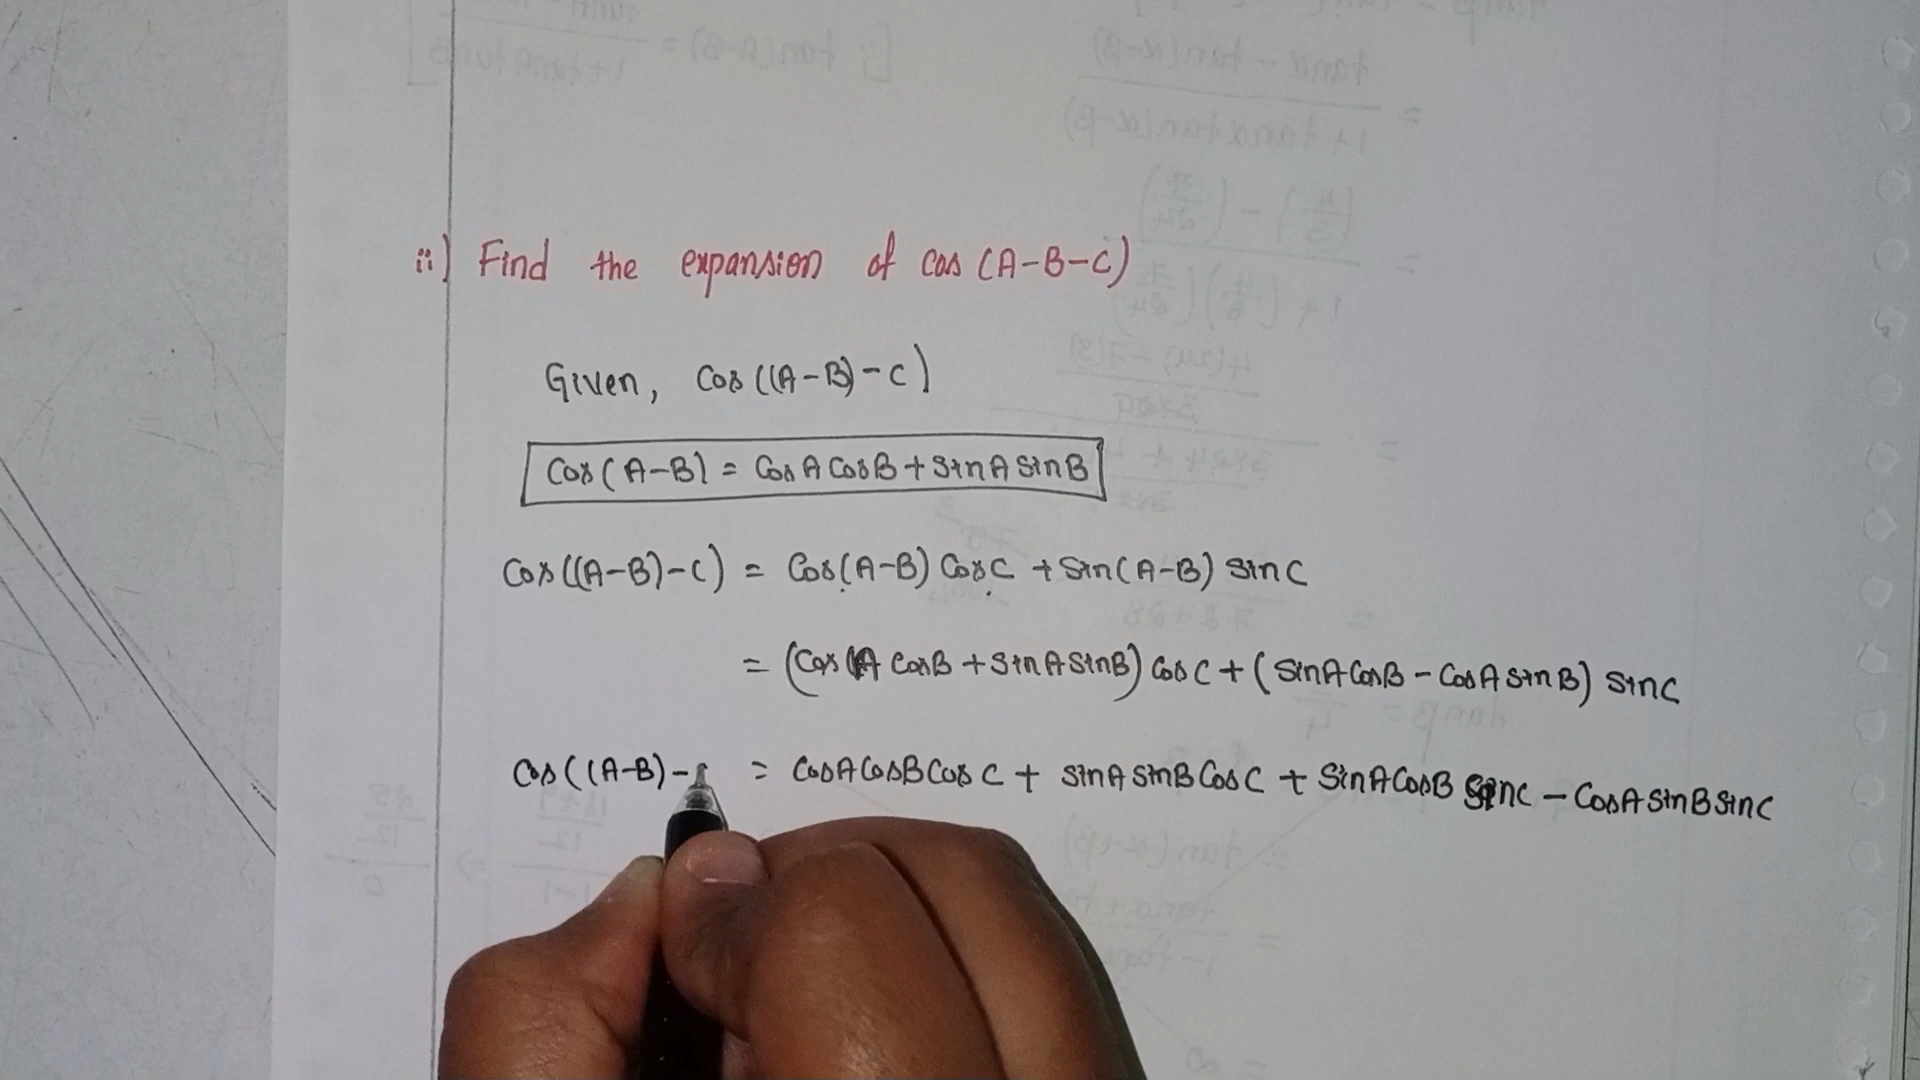 ii) Find the expansion of cos (A-B-C)
Given, Cos ((A-B)-C)
Cos(A-B) = Cos A Cos B + Sin A Sin B
Cos((A-B)-C) = Cos(A-B) Cos C + Sin(A-B) Sin C
= (Cos A Cos B + Sin A Sin B) Cos C + (Sin A Cos B - Cos A Sin B) Sin C
Cos((A-B)- = Cos A Cos B Cos C + Sin A Sin B Cos C + Sin A Cos B Sin C - Cos A Sin B Sin C